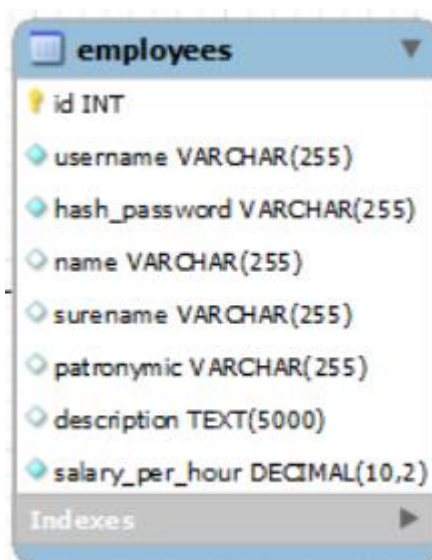 employees
id INT
username VARCHAR(255)
hash_password VARCHAR(255)
name VARCHAR(255)
surename VARCHAR(255)
patronymic VARCHAR(255)
description TEXT(5000)
salary_per_hour DECIMAL(10,2)
Indexes